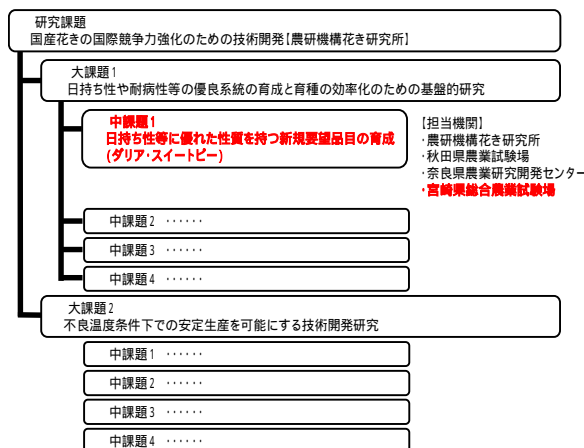 研究課題
国産花きの国際競争力強化のための技術開発【農研機構花き研究所】
大課題1
日持ち性や耐病性等の優良系統の育成と育種の効率化のための基盤的研究
中課題1
日持ち性等に優れた性質を持つ新規要望品目の育成
(ダリア・スイートピー)
【担当機関】
・農研機構花き研究所
・秋田県農業試験場
・奈良県農業研究開発センター
・宮崎県総合農業試験場
中課題2 ‥‥‥
中課題3 ‥‥‥
中課題4 ‥‥‥
大課題2
不良温度条件下での安定生産を可能にする技術開発研究
中課題1 ‥‥‥
中課題2 ‥‥‥
中課題3 ‥‥‥
中課題4 ‥‥‥